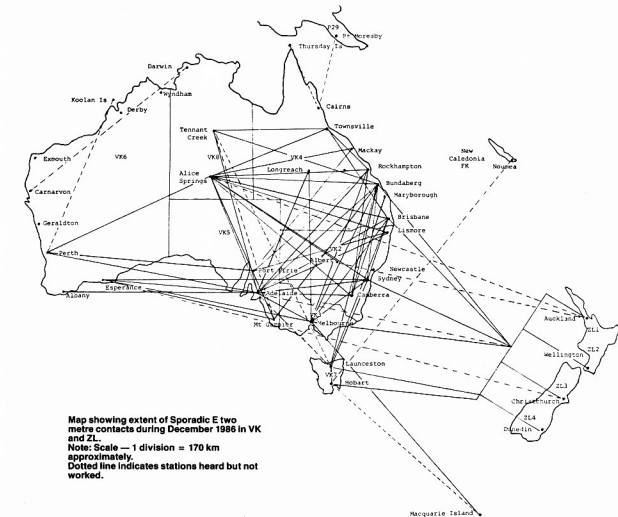 P29
Pt Moresby
Thursday Is
Darwin
Wyndham
Koolan Is
Derby
Cairns
Townsville
Tennant
Creek
Mackay
New
Caledonia
FK
Noumea
Exmouth
VK6
VK8
VK4
Alice
Springs
Longreach
Rockhampton
Bundaberg
Maryborough
Carnarvon
Geraldton
Brisbane
Lismore
VK5
VK2
Perth
Port Pirie
Albert
Newcastle
Sydney
Esperance
Albany
Adelaide
Canberra
Mt Gambier
Melbourne
Auckland
ZL1
ZL2
Wellington
Launceston
VK7
Hobart
ZL3
Christchurch
ZL4
Dunedin
Map showing extent of Sporadic E two
metre contacts during December 1986 in VK
and ZL.
Note: Scale — 1 division = 170 km
approximately.
Dotted line indicates stations heard but not
worked.
Macquarie Island